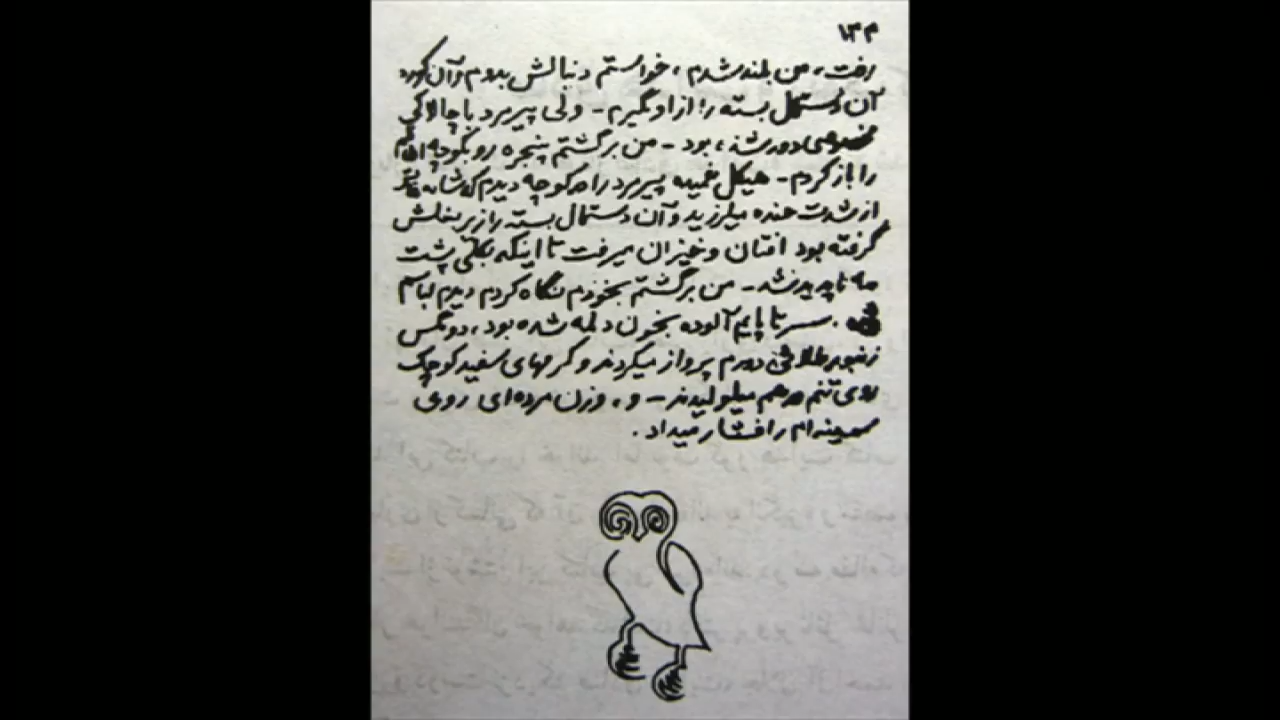 ۱۴۴
رفت، من بلند شدم، خواستم دنبالش بدوم و آن کوزه
آن دستمال بسته را از او بگیرم - ولی پیرمرد با چالاکی
مخصوصی دور شده بود - من برگشتم پنجره رو بکوچه اطاقم
را باز کردم - هیکل خمیده پیرمرد را در کوچه دیدم که شانه هایش
از شدت خنده میلرزید و آن دستمال بسته را زیر بغلش
گرفته بود افتان و خیزان میرفت تا اینکه بکلی پشت
مه ناپدید شد - من برگشتم بخودم نگاه کردم دیدم لباسم
سر تا پایم آلوده بخون دلمه شده بود، دو مگس
زنبور طلائی دورم پرواز میکردند و کرمهای سفید کوچک
روی تنم در هم میلولیدند - و، وزن مرده‌ای روی
سینه ام را فشار میداد.